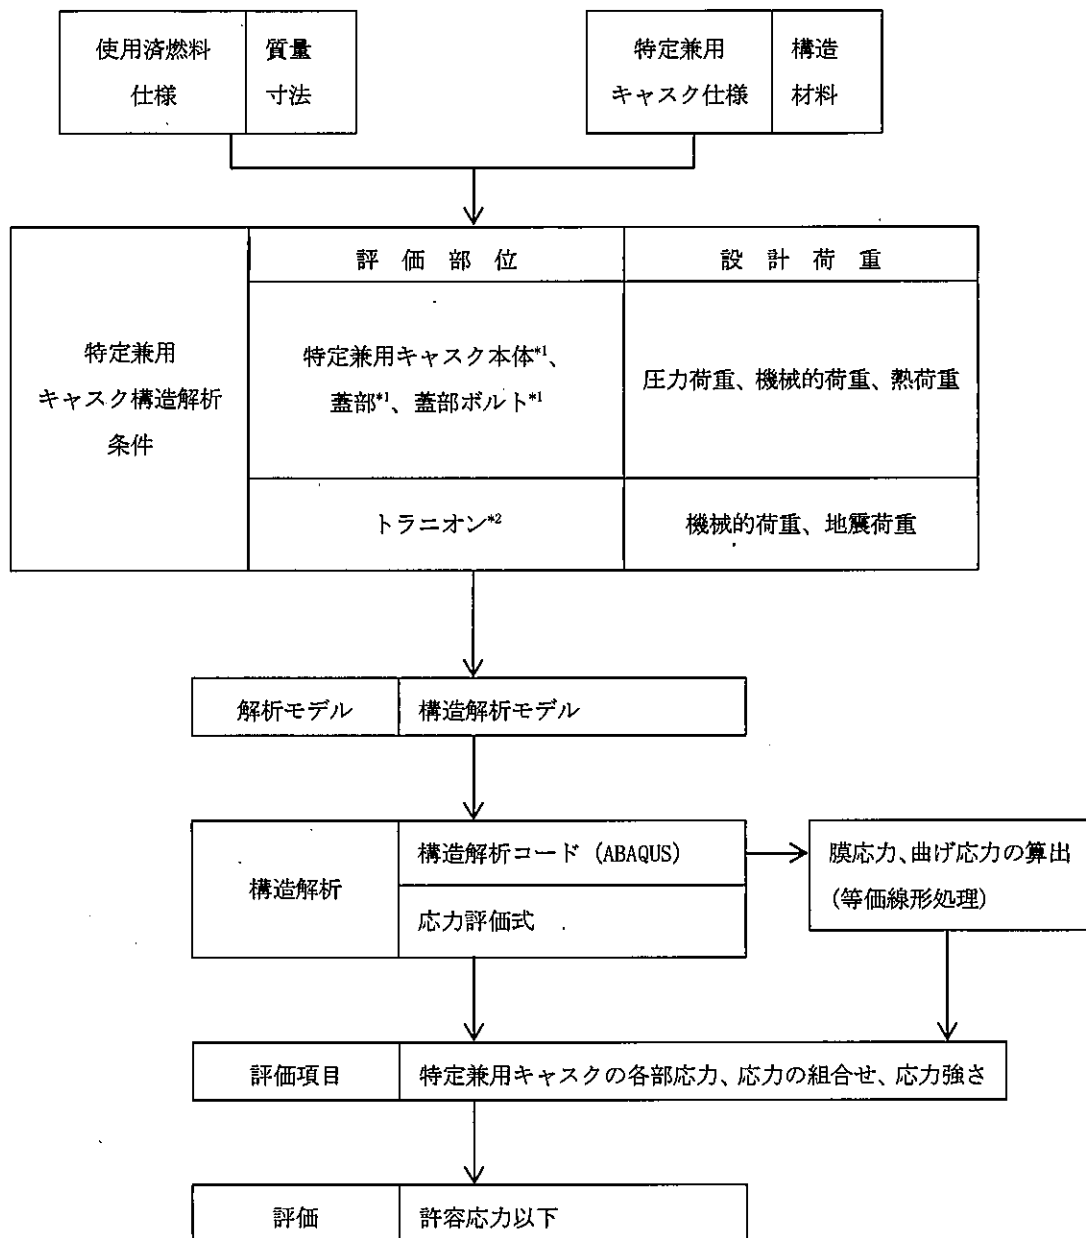 使用済燃料
仕様
質量
寸法
特定兼用
キャスク仕様
構造
材料
特定兼用
キャスク構造解析
条件
評価部位
設計荷重
特定兼用キャスク本体*1、
蓋部*1、蓋部ボルト*1
圧力荷重、機械的荷重、熱荷重
トラニオン*2
機械的荷重、地震荷重
解析モデル
構造解析モデル
構造解析
構造解析コード (ABAQUS)
応力評価式
膜応力、曲げ応力の算出
(等価線形処理)
評価項目
特定兼用キャスクの各部応力、応力の組合せ、応力強さ
評価
許容応力以下